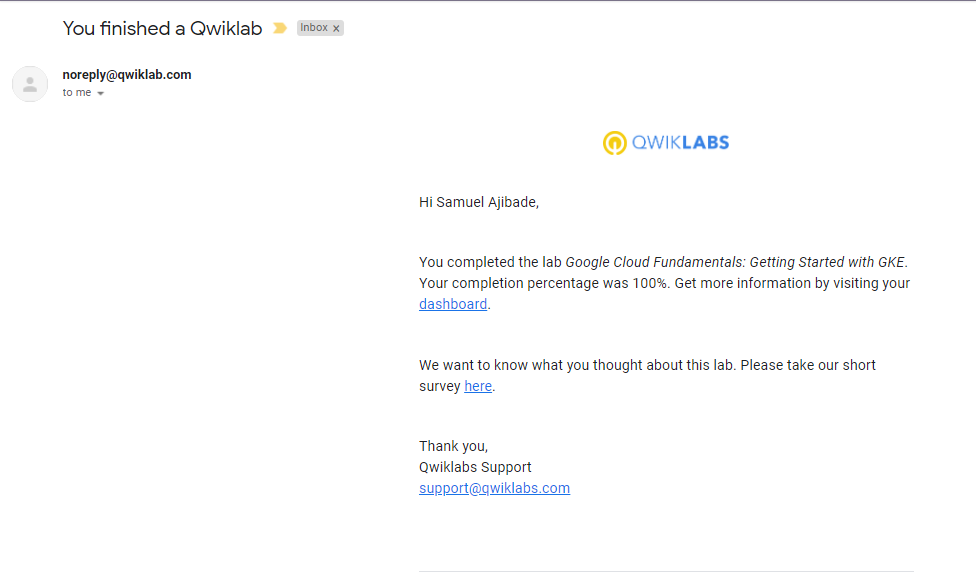 You finished a Qwiklab
Inbox x
noreply@qwiklab.com
to me
QWIKLABS
Hi Samuel Ajibade,
You completed the lab Google Cloud Fundamentals: Getting Started with GKE.
Your completion percentage was 100%. Get more information by visiting your
dashboard.
We want to know what you thought about this lab. Please take our short
survey here.
Thank you,
Qwiklabs Support
support@qwiklabs.com